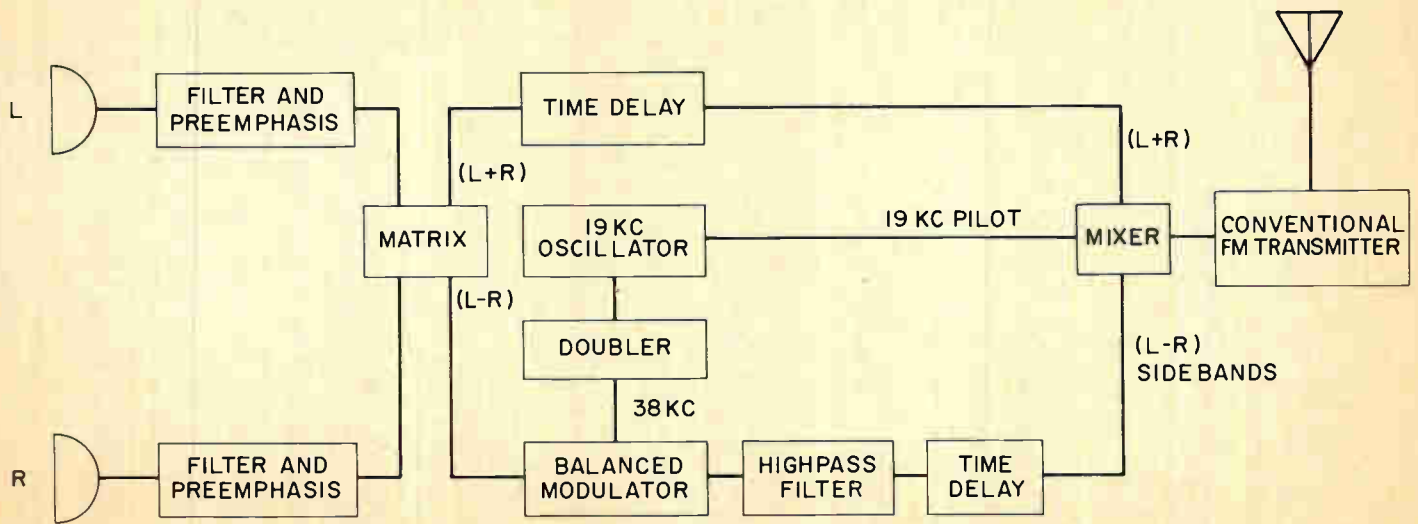 L
FILTER AND
PREEMPHASIS
TIME DELAY
(L+R)
(L+R)
MATRIX
19 KC
OSCILLATOR
19 KC PILOT
MIXER
CONVENTIONAL
FM TRANSMITTER
(L-R)
DOUBLER
(L-R)
SIDEBANDS
38 KC
R
FILTER AND
PREEMPHASIS
BALANCED
MODULATOR
HIGHPASS
FILTER
TIME
DELAY